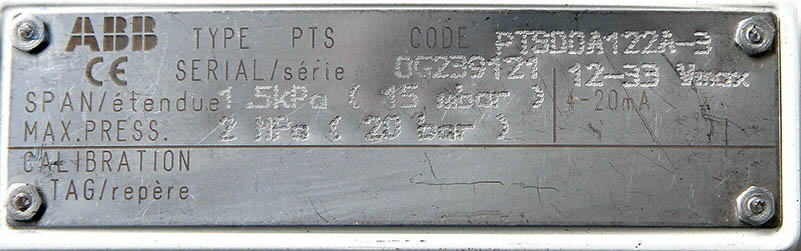 ABB TYPE PTS CODE PTSDDA122A-3
CE SERIAL/série 0G239121 12-33 Vmax
SPAN/étendue 1.5kPa ( 15 mbar ) 4-20mA
MAX.PRESS. 2 MPa ( 20 bar )
CALIBRATION
TAG/repère